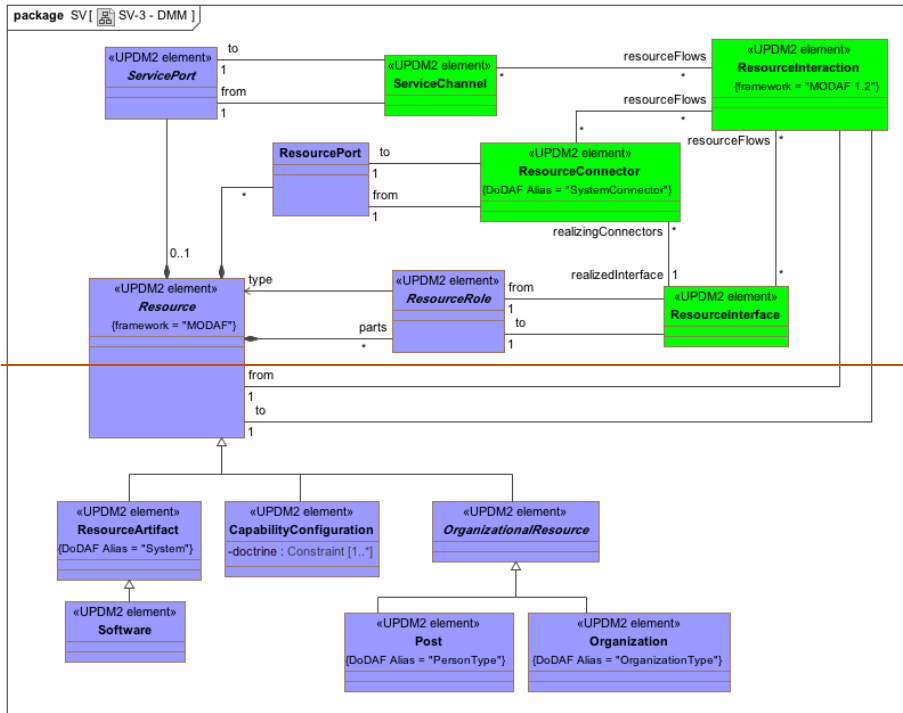 package SV[ SV-3 - DMM ]
«UPDM2 element»
ServicePort
to
1
from
1
«UPDM2 element»
ServiceChannel
*
resourceFlows
*
«UPDM2 element»
ResourceInteraction
{framework = "MODAF 1.2"}
resourceFlows
*
*
resourceFlows
*
ResourcePort
*
to
1
from
1
«UPDM2 element»
ResourceConnector
{DoDAF Alias = "SystemConnector"}
realizingConnectors
*
realizedInterface
1
*
0..1
«UPDM2 element»
Resource
{framework = "MODAF"}
type
parts
*
«UPDM2 element»
ResourceRole
from
1
to
1
«UPDM2 element»
ResourceInterface
from
1
to
1
«UPDM2 element»
ResourceArtifact
{DoDAF Alias = "System"}
«UPDM2 element»
CapabilityConfiguration
-doctrine : Constraint [1..*]
«UPDM2 element»
OrganizationalResource
«UPDM2 element»
Software
«UPDM2 element»
Post
{DoDAF Alias = "PersonType"}
«UPDM2 element»
Organization
{DoDAF Alias = "OrganizationType"}